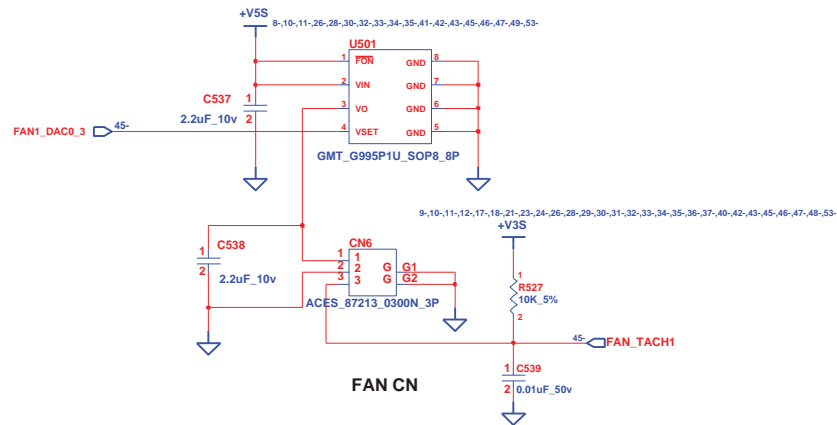 +V5S
8-,10-,11-,26-,28-,30-,32-,33-,34-,35-,41-,42-,43-,45-,46-,47-,49-,53-
U501
1 FON GND 8
2 VIN GND 7
3 VO GND 6
4 VSET GND 5
GMT_G995P1U_SOP8_8P
C537
1
2
2.2uF_10v
FAN1_DAC0_3 45-
C538
1
2
2.2uF_10v
CN6
1 1
2 2 G G1
3 3 G G2
ACES_87213_0300N_3P
9-,10-,11-,12-,17-,18-,21-,23-,24-,26-,28-,29-,30-,31-,32-,33-,34-,35-,36-,37-,40-,42-,43-,45-,46-,47-,48-,53-
+V3S
1
R527
10K_5%
2
45- FAN_TACH1
C539
1
2
0.01uF_50v
FAN CN